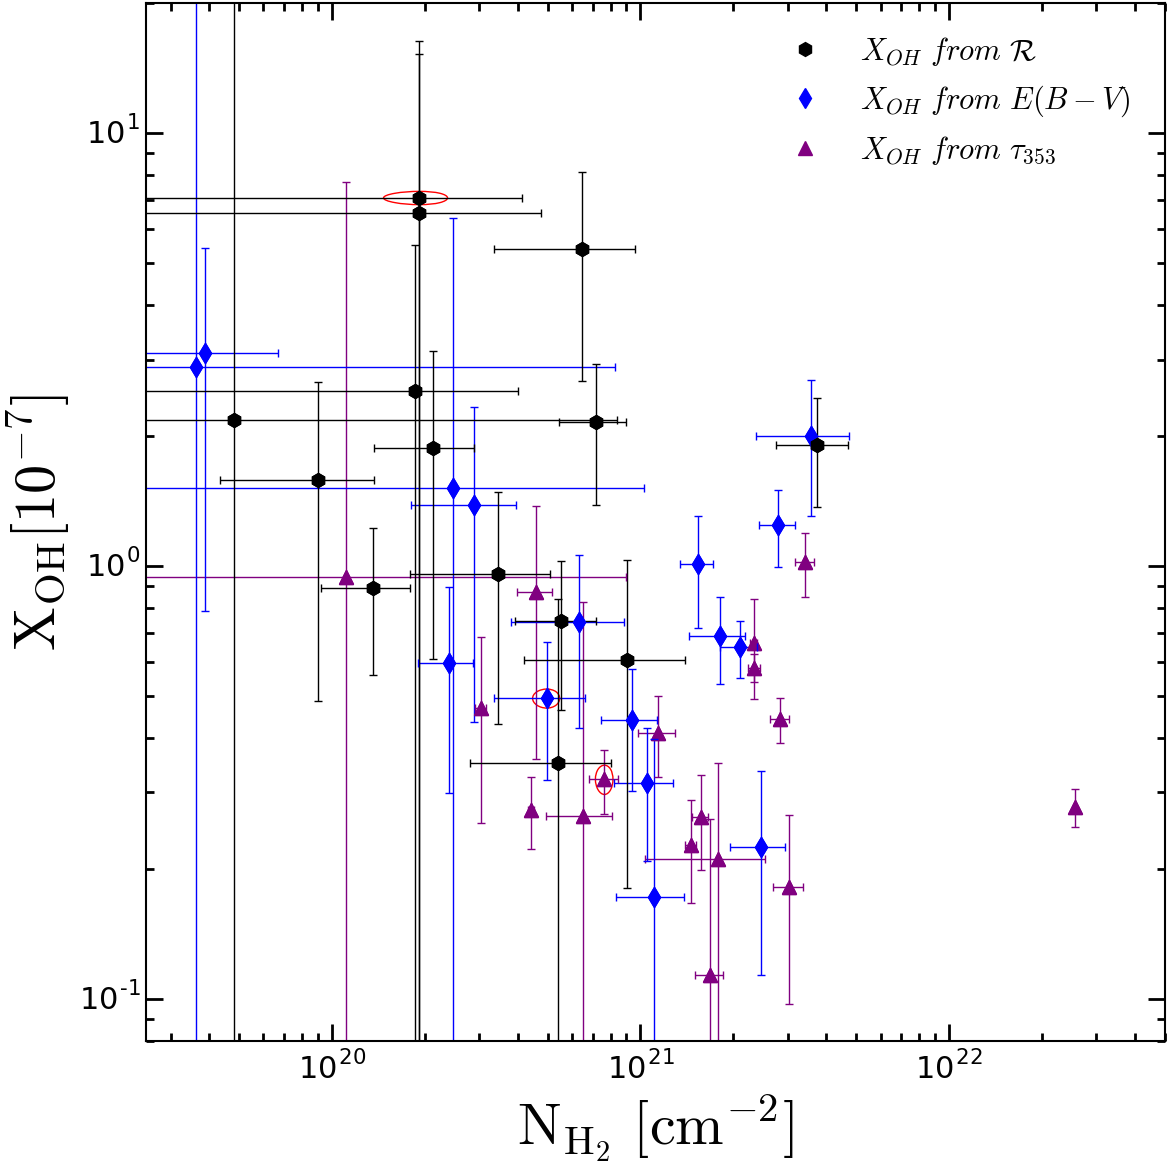 X_OH from ℛ
X_OH from E(B − V)
X_OH from τ_353
10^1
10^0
10^-1
X_OH[10^−7]
10^20 10^21 10^22
N_H_2 [cm^−2]